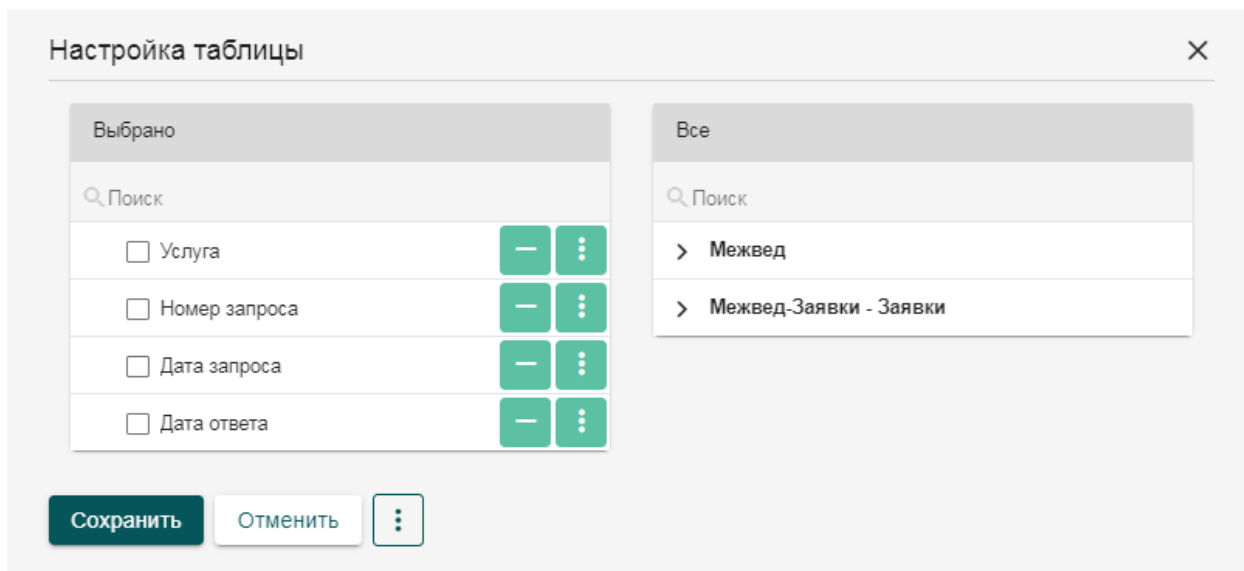 Настройка таблицы
Выбрано
Поиск
Услуга
Номер запроса
Дата запроса
Дата ответа
Все
Поиск
Межвед
Межвед-Заявки - Заявки
Сохранить
Отменить